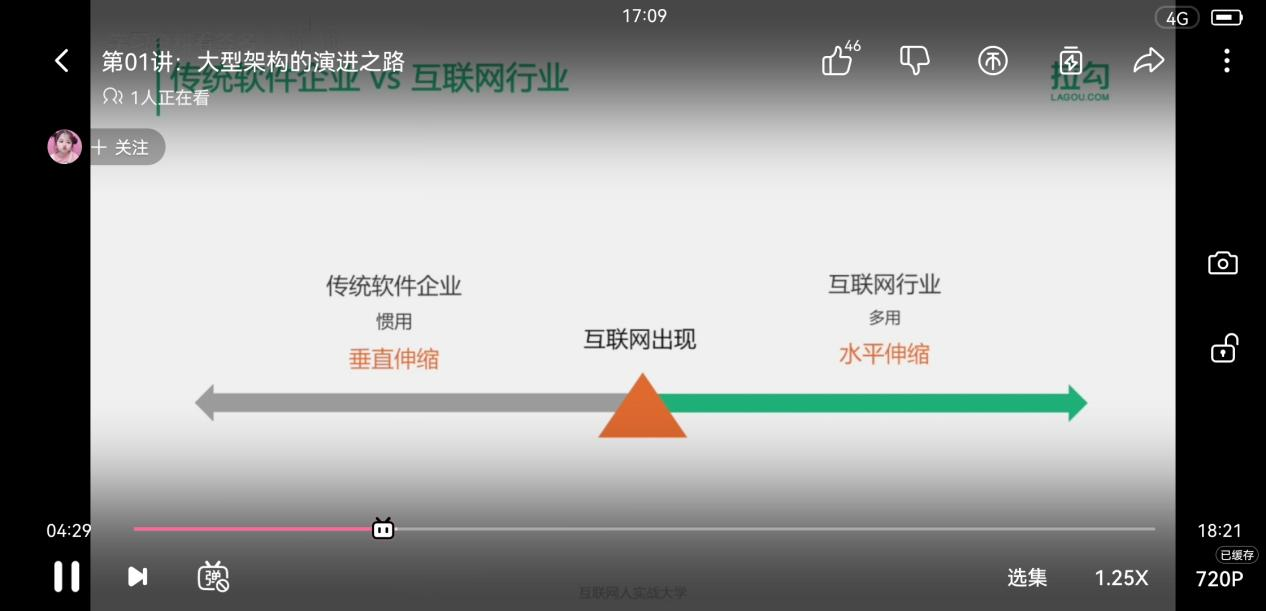 17:09
4G
第01讲：大型架构的演进之路
46
传统软件企业 vs 互联网行业
拉勾
LAGOU.COM
1人正在看
+ 关注
传统软件企业
惯用
垂直伸缩
互联网出现
互联网行业
多用
水平伸缩
04:29
18:21
弹
选集
1.25X
已缓存
720P
互联网人实战大学